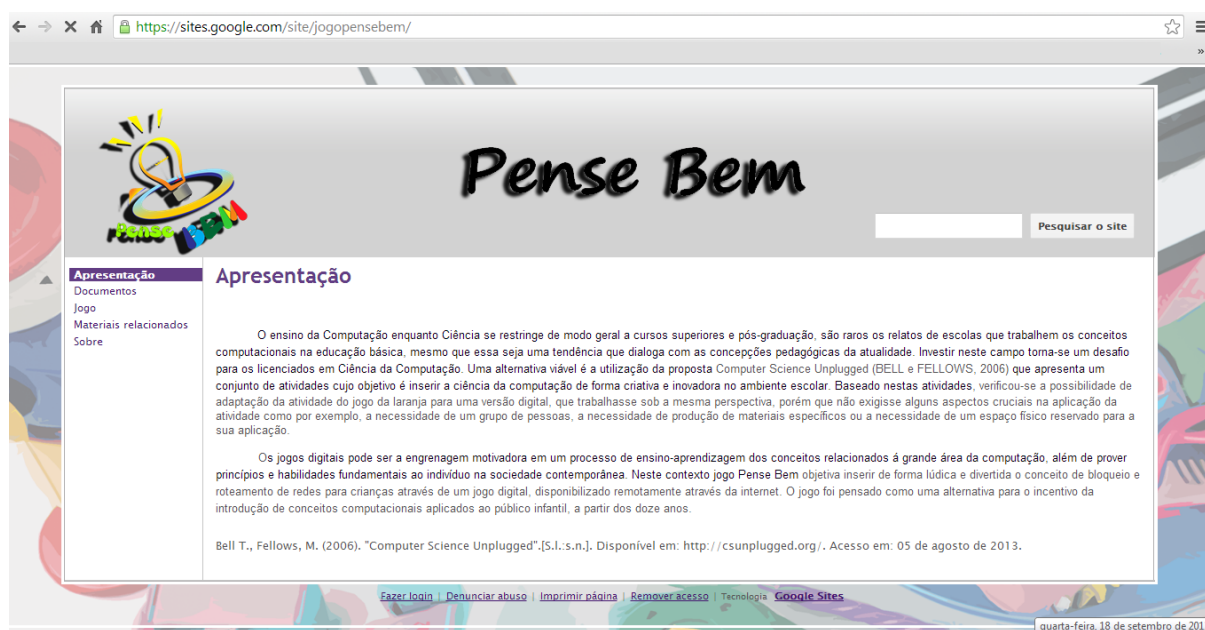 https://sites.google.com/site/jogopensebem/
»
Pense Bem
Pense BEM
Pesquisar o site
Apresentação
Documentos
Jogo
Materiais relacionados
Sobre
Apresentação
O ensino da Computação enquanto Ciência se restringe de modo geral a cursos superiores e pós-graduação, são raros os relatos de escolas que trabalhem os conceitos
computacionais na educação básica, mesmo que essa seja uma tendência que dialoga com as concepções pedagógicas da atualidade. Investir neste campo torna-se um desafio
para os licenciados em Ciência da Computação. Uma alternativa viável é a utilização da proposta Computer Science Unplugged (BELL e FELLOWS, 2006) que apresenta um
conjunto de atividades cujo objetivo é inserir a ciência da computação de forma criativa e inovadora no ambiente escolar. Baseado nestas atividades, verificou-se a possibilidade de
adaptação da atividade do jogo da laranja para uma versão digital, que trabalhasse sob a mesma perspectiva, porém que não exigisse alguns aspectos cruciais na aplicação da
atividade como por exemplo, a necessidade de um grupo de pessoas, a necessidade de produção de materiais específicos ou a necessidade de um espaço físico reservado para a
sua aplicação.
Os jogos digitais pode ser a engrenagem motivadora em um processo de ensino-aprendizagem dos conceitos relacionados á grande área da computação, além de prover
princípios e habilidades fundamentais ao indivíduo na sociedade contemporânea. Neste contexto jogo Pense Bem objetiva inserir de forma lúdica e divertida o conceito de bloqueio e
roteamento de redes para crianças através de um jogo digital, disponibilizado remotamente através da internet. O jogo foi pensado como uma alternativa para o incentivo da
introdução de conceitos computacionais aplicados ao público infantil, a partir dos doze anos.
Bell T., Fellows, M. (2006). "Computer Science Unplugged".[S.l.:s.n.]. Disponível em: http://csunplugged.org/. Acesso em: 05 de agosto de 2013.
Fazer login | Denunciar abuso | Imprimir página | Remover acesso | Tecnologia Google Sites
quarta-feira, 18 de setembro de 201